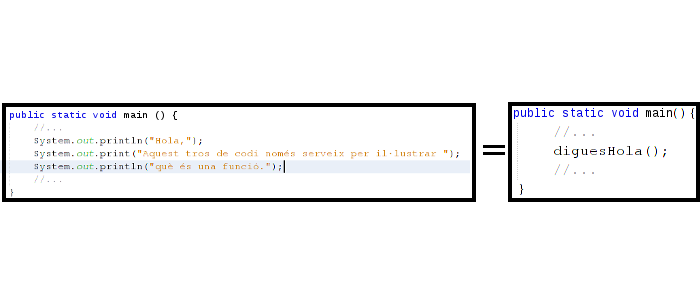 public static void main () {
//...
System.out.println("Hola,");
System.out.print("Aquest tros de codi només serveix per il·lustrar ");
System.out.println("què és una funció.");
//...
}
=
public static void main() {
//...
diguesHola();
//...
}